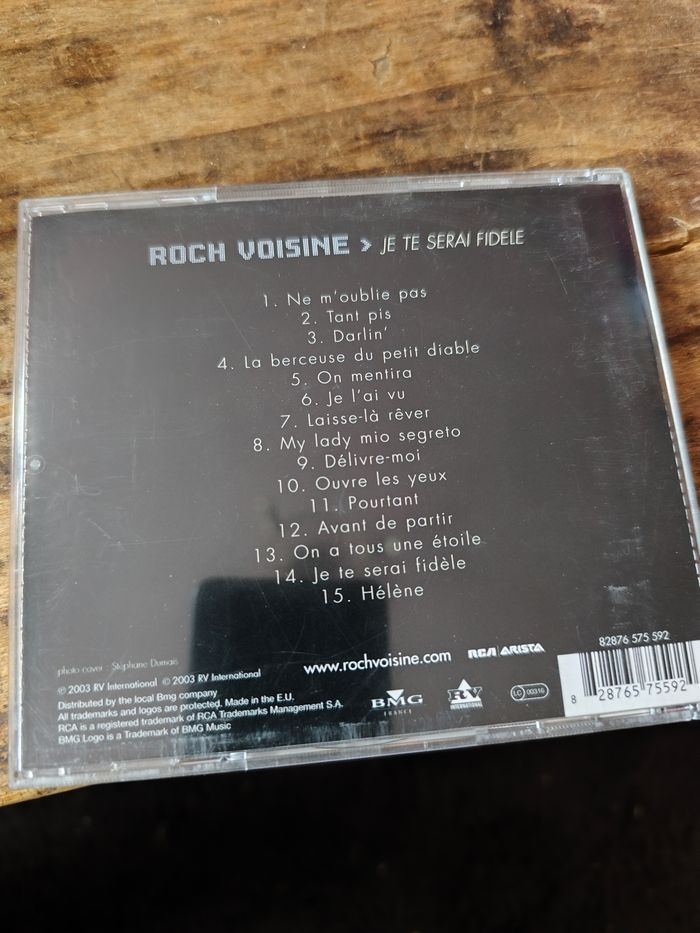 ROCH VOISINE > JE TE SERAI FIDELE
1. Ne m'oublie pas
2. Tant pis
3. Darlin'
4. La berceuse du petit diable
5. On mentira
6. Je l'ai vu
7. Laisse-là rêver
8. My lady mio segreto
9. Délivre-moi
10. Ouvre les yeux
11. Pourtant
12. Avant de partir
13. On a tous une étoile
14. Je te serai fidèle
15. Hélène
photo cover : Stéphane Dumais
℗ 2003 RV International © 2003 RV International
Distributed by the local Bmg company
All trademarks and logos are protected. Made in the E.U.
RCA is a registered trademark of RCA Trademarks Management S.A.
BMG Logo is a Trademark of BMG Music
www.rochvoisine.com
RCA | ARISTA
BMG
FRANCE
RV
INTERNATIONAL
LC 00316
82876 575 592
8 28765 75592